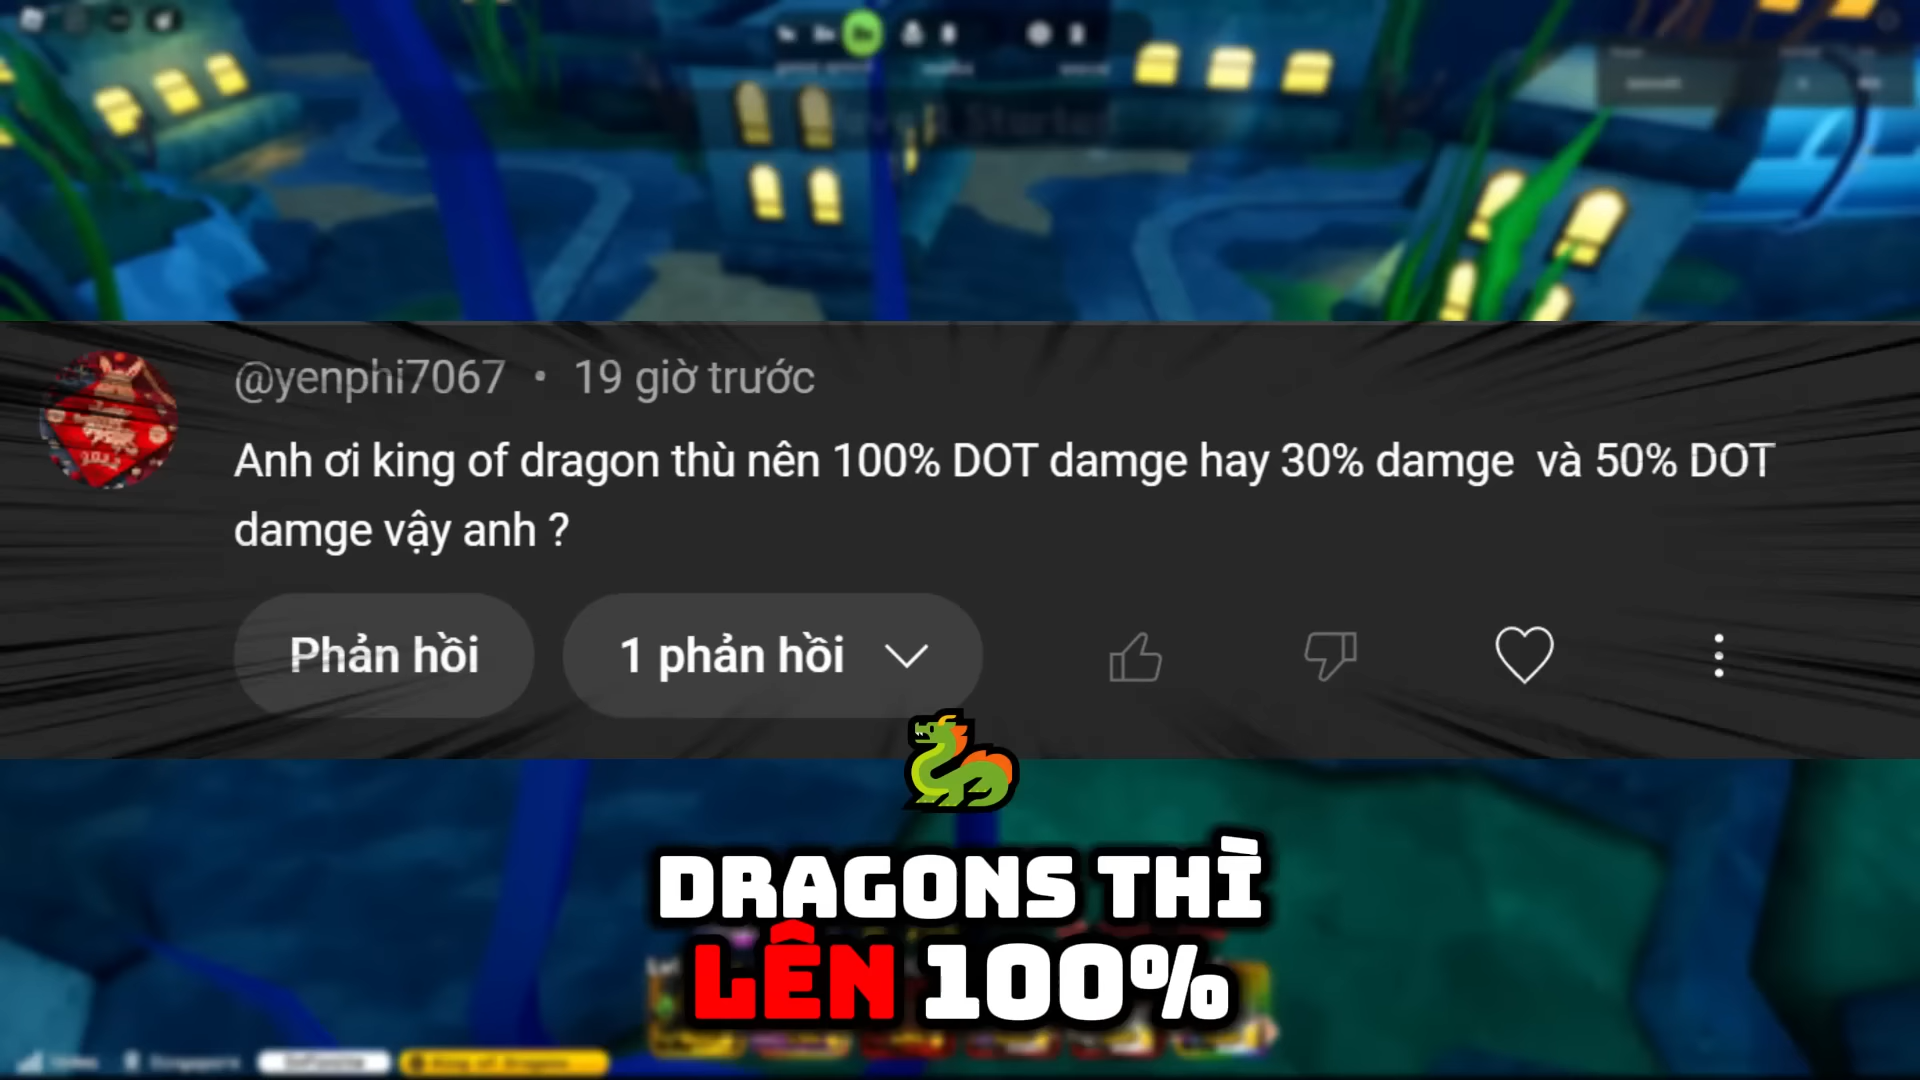 @yenphi7067 • 19 giờ trước
Anh ơi king of dragon thù nên 100% DOT damge hay 30% damge và 50% DOT
damge vậy anh ?
Phản hồi
1 phản hồi
DRAGONS THÌ
LÊN 100%